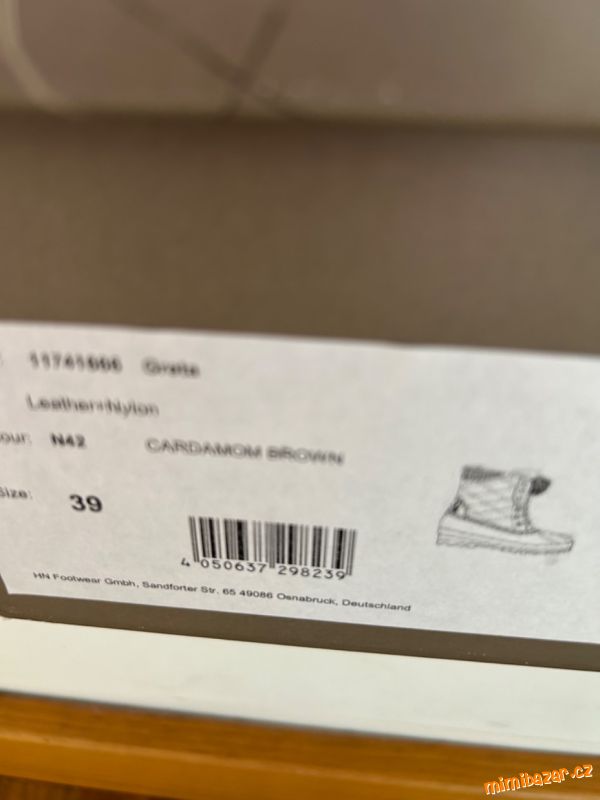 11741666 Greta
Leather+Nylon
our: N42 CARDAMOM BROWN
Size: 39
4 050637 298239
HN Footwear Gmbh, Sandforter Str. 65 49086 Osnabruck, Deutschland
mimibazar.cz